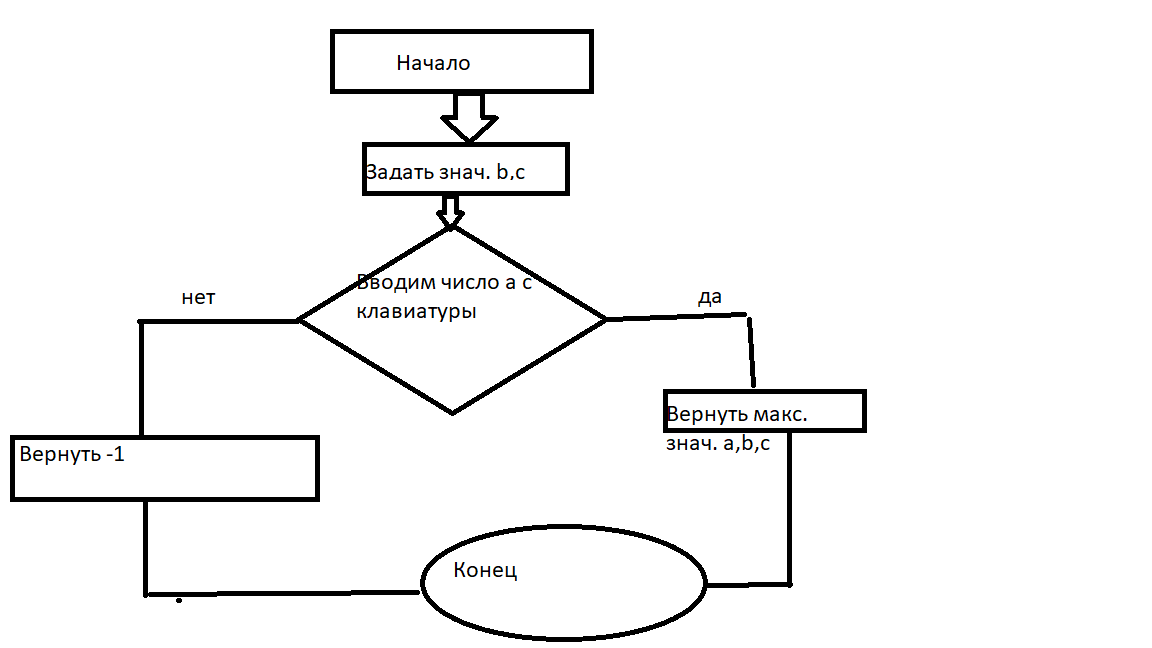 Начало
Задать знач. b,c
Вводим число а с
клавиатуры
нет
да
Вернуть макс.
знач. a,b,c
Вернуть -1
Конец